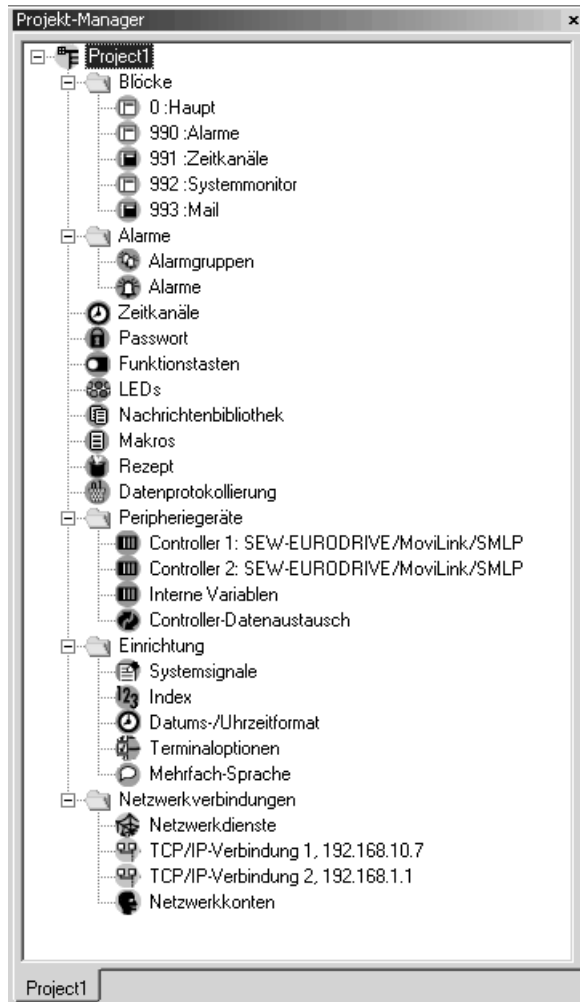 Projekt-Manager
Project1
Blöcke
0 :Haupt
990 :Alarme
991 :Zeitkanäle
992 :Systemmonitor
993 :Mail
Alarme
Alarmgruppen
Alarme
Zeitkanäle
Passwort
Funktionstasten
LEDs
Nachrichtenbibliothek
Makros
Rezept
Datenprotokollierung
Peripheriegeräte
Controller 1: SEW-EURODRIVE/MoviLink/SMLP
Controller 2: SEW-EURODRIVE/MoviLink/SMLP
Interne Variablen
Controller-Datenaustausch
Einrichtung
Systemsignale
Index
Datums-/Uhrzeitformat
Terminaloptionen
Mehrfach-Sprache
Netzwerkverbindungen
Netzwerkdienste
TCP/IP-Verbindung 1, 192.168.10.7
TCP/IP-Verbindung 2, 192.168.1.1
Netzwerkkonten
Project1